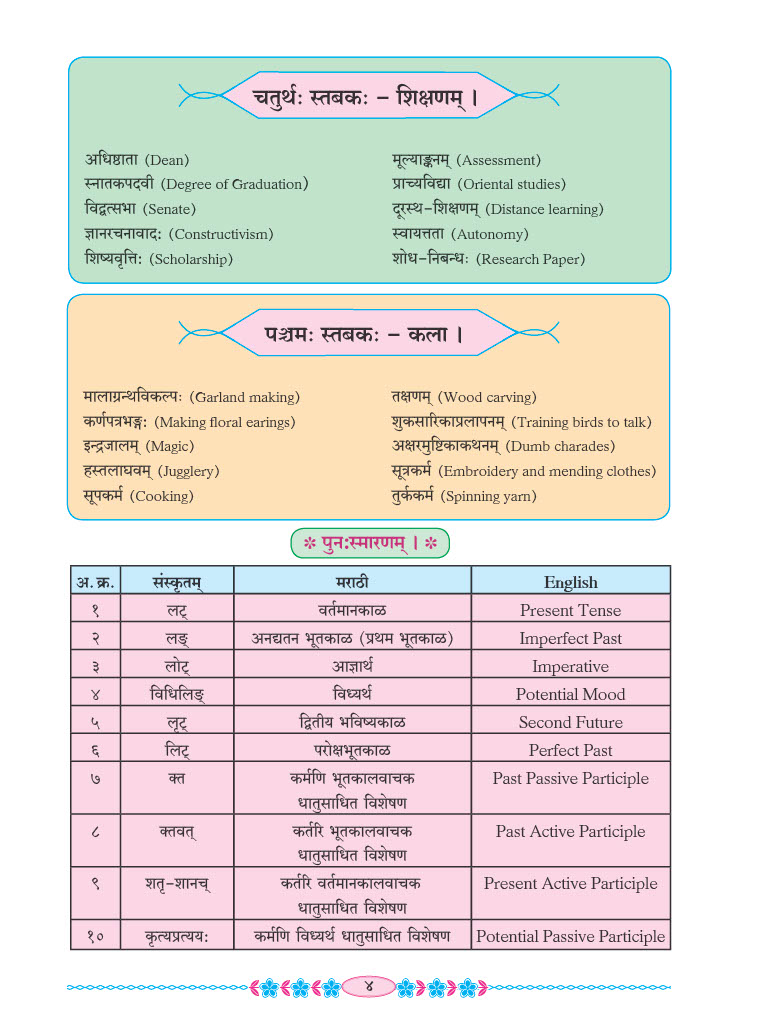 चतुर्थः स्तबकः – शिक्षणम् ।
अधिष्ठाता (Dean)
स्नातकपदवी (Degree of Graduation)
विद्वत्सभा (Senate)
ज्ञानरचनावादः (Constructivism)
शिष्यवृत्तिः (Scholarship)
मूल्याङ्कनम् (Assessment)
प्राच्यविद्या (Oriental studies)
दूरस्थ-शिक्षणम् (Distance learning)
स्वायत्तता (Autonomy)
शोध-निबन्धः (Research Paper)
पञ्चमः स्तबकः – कला ।
मालाग्रन्थविकल्पः (Garland making)
कर्णपत्रभङ्गः (Making floral earings)
इन्द्रजालम् (Magic)
हस्तलाघवम् (Jugglery)
सूपकर्म (Cooking)
तक्षणम् (Wood carving)
शुकसारिकाप्रलापनम् (Training birds to talk)
अक्षरमुष्टिकाकथनम् (Dumb charades)
सूत्रकर्म (Embroidery and mending clothes)
तुर्ककर्म (Spinning yarn)
* पुनःस्मारणम् । *
अ. क्र. संस्कृतम् मराठी English
१ लट् वर्तमानकाळ Present Tense
२ लङ् अनद्यतन भूतकाळ (प्रथम भूतकाळ) Imperfect Past
३ लोट् आज्ञार्थ Imperative
४ विधिलिङ् विध्यर्थ Potential Mood
५ लृट् द्वितीय भविष्यकाळ Second Future
६ लिट् परोक्षभूतकाळ Perfect Past
७ क्त कर्मणि भूतकालवाचक Past Passive Participle
धातुसाधित विशेषण
८ क्तवत् कर्तरि भूतकालवाचक Past Active Participle
धातुसाधित विशेषण
९ शतृ-शानच् कर्तरि वर्तमानकालवाचक Present Active Participle
धातुसाधित विशेषण
१० कृत्यप्रत्ययः कर्मणि विध्यर्थ धातुसाधित विशेषण Potential Passive Participle
४